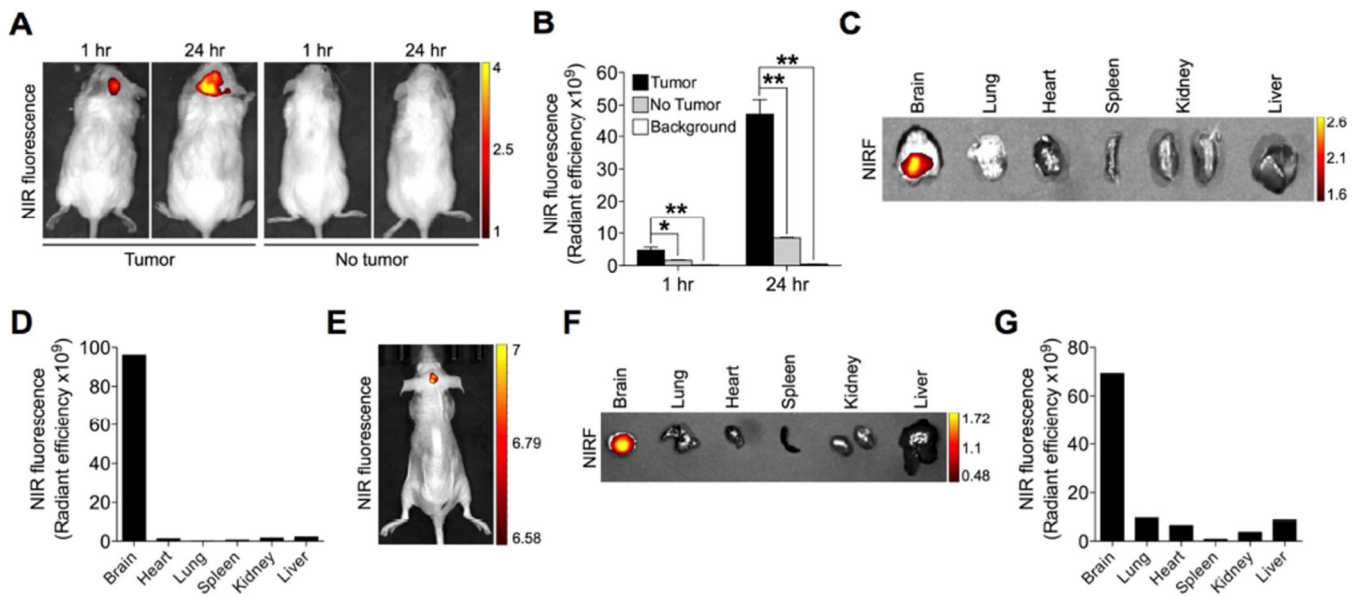 A
1 hr
24 hr
1 hr
24 hr
NIR fluorescence
4
2.5
1
Tumor
No tumor
B
NIR fluorescence
(Radiant efficiency x10⁹)
60
50
40
30
20
10
0
Tumor
No Tumor
Background
**
*
**
**
1 hr
24 hr
C
Brain
Lung
Heart
Spleen
Kidney
Liver
NIRF
2.6
2.1
1.6
D
NIR fluorescence
(Radiant efficiency x10⁹)
100
80
60
40
20
0
Brain
Heart
Lung
Spleen
Kidney
Liver
E
NIR fluorescence
7
6.79
6.58
F
Brain
Lung
Heart
Spleen
Kidney
Liver
NIRF
1.72
1.1
0.48
G
NIR fluorescence
(Radiant efficiency x10⁹)
80
60
40
20
0
Brain
Lung
Heart
Spleen
Kidney
Liver